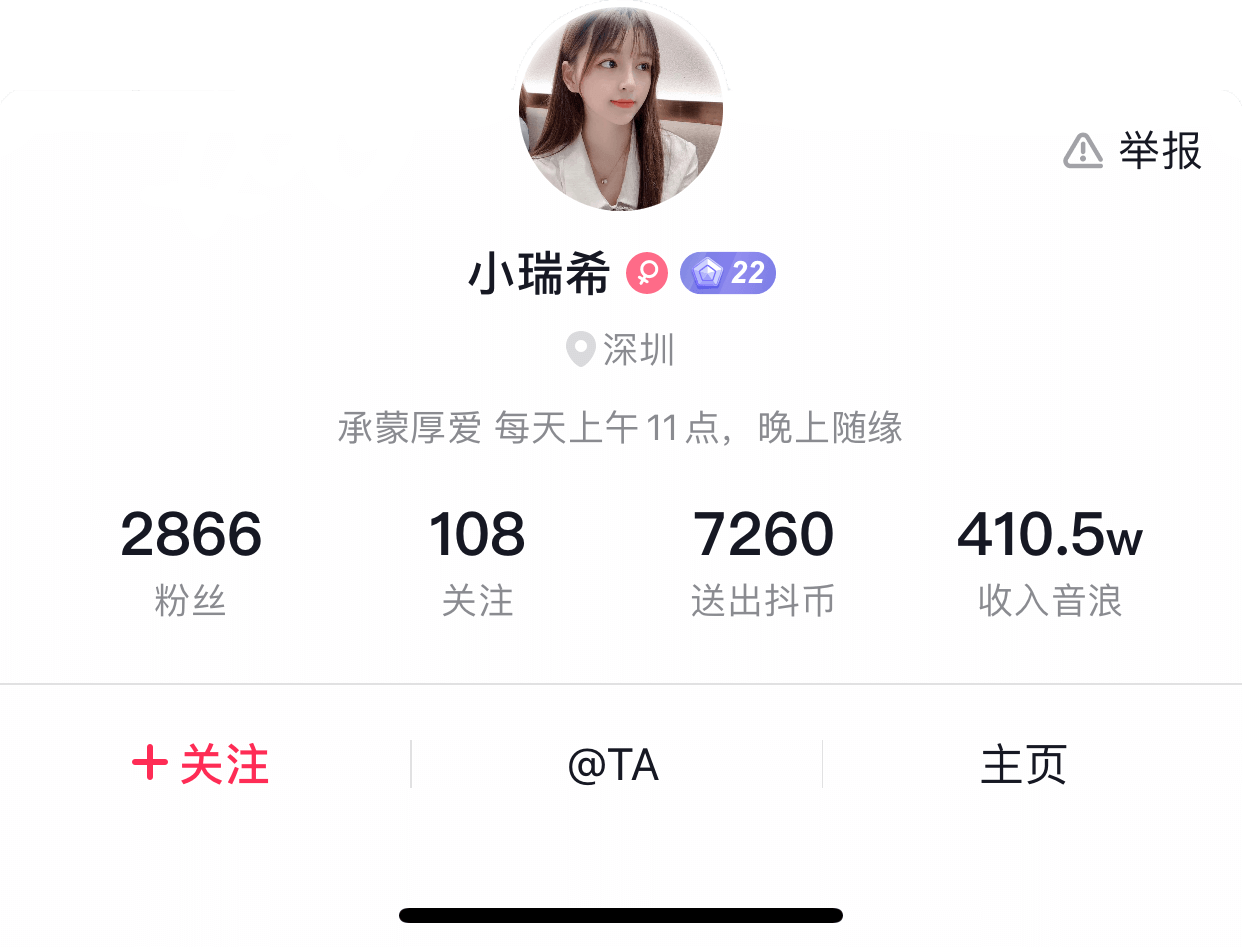 举报
小瑞希 22
深圳
承蒙厚爱 每天上午11点，晚上随缘
2866 108 7260 410.5w
粉丝 关注 送出抖币 收入音浪
+关注 @TA 主页